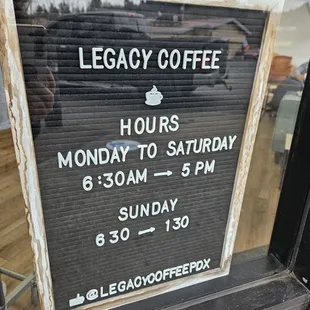 LEGACY COFFEE
HOURS
MONDAY TO SATURDAY
6:30AM → 5 PM
SUNDAY
630 → 130
@LEGACYCOFFEEPDX